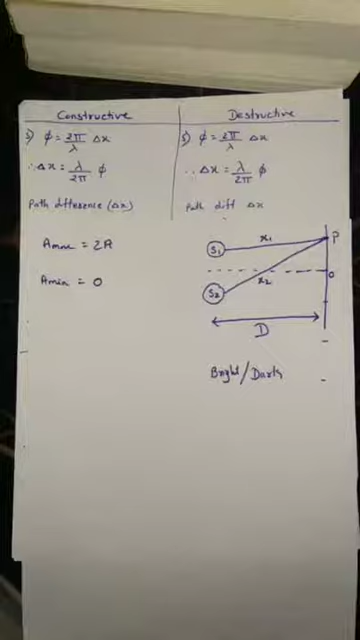 Constructive
Destructive
1) φ = 2π/λ Δx
∴ Δx = λ/2π φ
Path difference (Δx)
Amax = 2A
Amin = 0
1) φ = 2π/λ Δx
∴ Δx = λ/2π φ
Path diff Δx
S1
x1
P
O
x2
S2
D
Bright/Dark